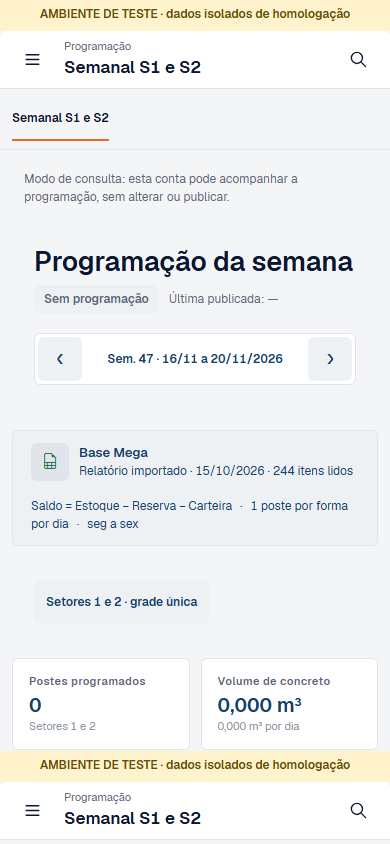 AMBIENTE DE TESTE · dados isolados de homologação
Programação
Semanal S1 e S2
Semanal S1 e S2
Modo de consulta: esta conta pode acompanhar a
programação, sem alterar ou publicar.
Programação da semana
Sem programação
Última publicada: —
‹ Sem. 47 · 16/11 a 20/11/2026 ›
Base Mega
Relatório importado · 15/10/2026 · 244 itens lidos
Saldo = Estoque – Reserva – Carteira · 1 poste por forma
por dia · seg a sex
Setores 1 e 2 · grade única
Postes programados
0
Setores 1 e 2
Volume de concreto
0,000 m³
0,000 m³ por dia
AMBIENTE DE TESTE · dados isolados de homologação
Programação
Semanal S1 e S2